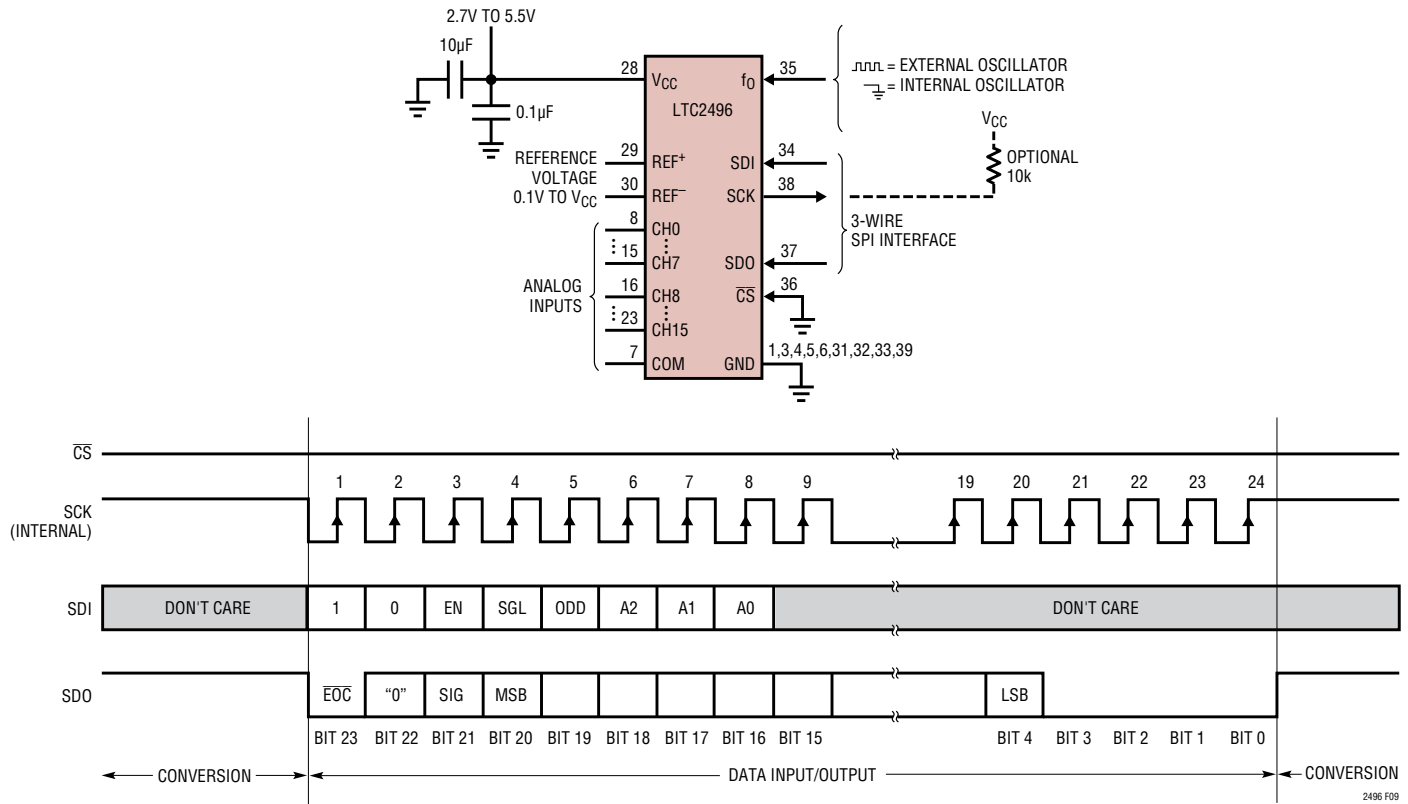 2.7V TO 5.5V
10µF
0.1µF
28
VCC
fO
35
= EXTERNAL OSCILLATOR
= INTERNAL OSCILLATOR
LTC2496
REFERENCE
VOLTAGE
0.1V TO VCC
29
REF+
30
REF–
SDI
34
SCK
38
VCC
OPTIONAL
10k
3-WIRE
SPI INTERFACE
ANALOG
INPUTS
8
CH0
15
CH7
SDO
37
16
CH8
CS
36
23
CH15
7
COM
GND
1,3,4,5,6,31,32,33,39
CS
SCK
(INTERNAL)
1 2 3 4 5 6 7 8 9 19 20 21 22 23 24
SDI
DON'T CARE 1 0 EN SGL ODD A2 A1 A0 DON'T CARE
SDO
EOC “0” SIG MSB LSB
BIT 23 BIT 22 BIT 21 BIT 20 BIT 19 BIT 18 BIT 17 BIT 16 BIT 15 BIT 4 BIT 3 BIT 2 BIT 1 BIT 0
CONVERSION DATA INPUT/OUTPUT CONVERSION
2496 F09